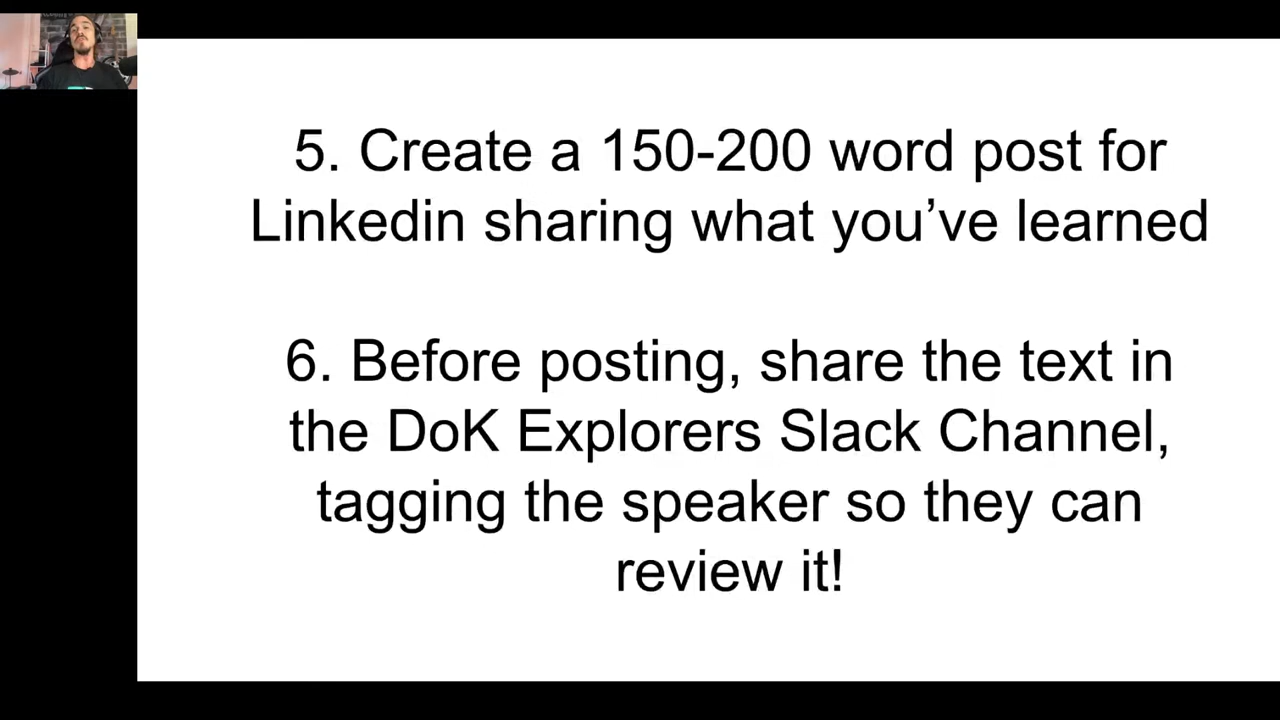 5. Create a 150-200 word post for
Linkedin sharing what you’ve learned
6. Before posting, share the text in
the DoK Explorers Slack Channel,
tagging the speaker so they can
review it!